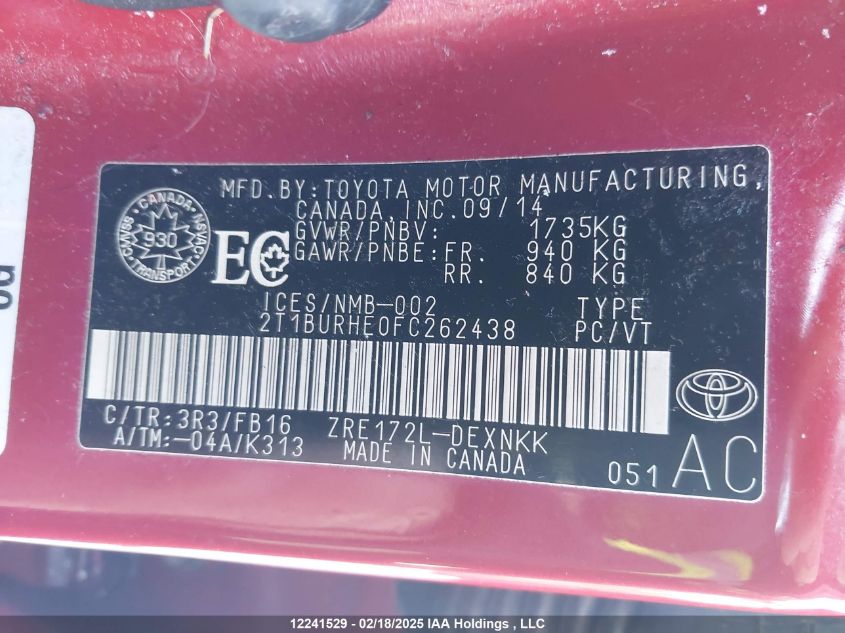 MFD. BY: TOYOTA MOTOR MANUFACTURING,
CANADA, INC. 09/14
GVWR/PNBV: 1735KG
GAWR/PNBE: FR. 940 KG
RR. 840 KG
CANADA
930
TRANSPORT
EC
ICES/NMB-002 TYPE
2T1BURHE0FC262438 PC/VT
C/TR: 3R3/FB16 ZRE172L-DEXNKK
A/TM:-04A/K313 MADE IN CANADA
051 AC
12241529 - 02/18/2025 IAA Holdings , LLC